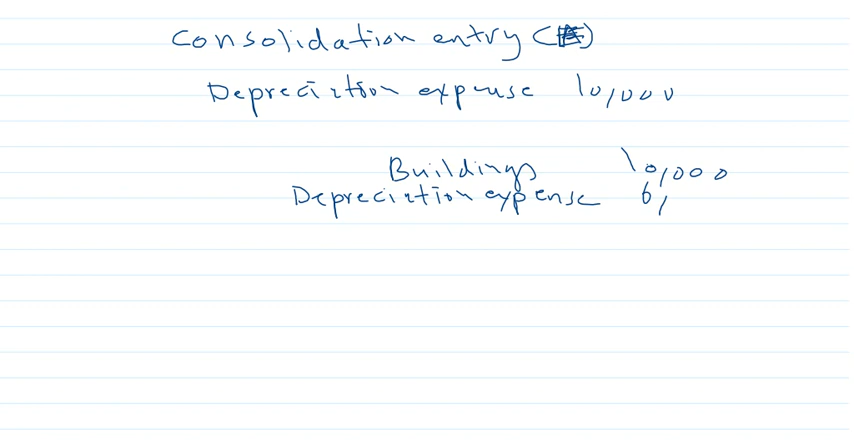 Consolidation entry (E)
Depreciation expense 10,000
Buildings 10,000
Depreciation expense 6,